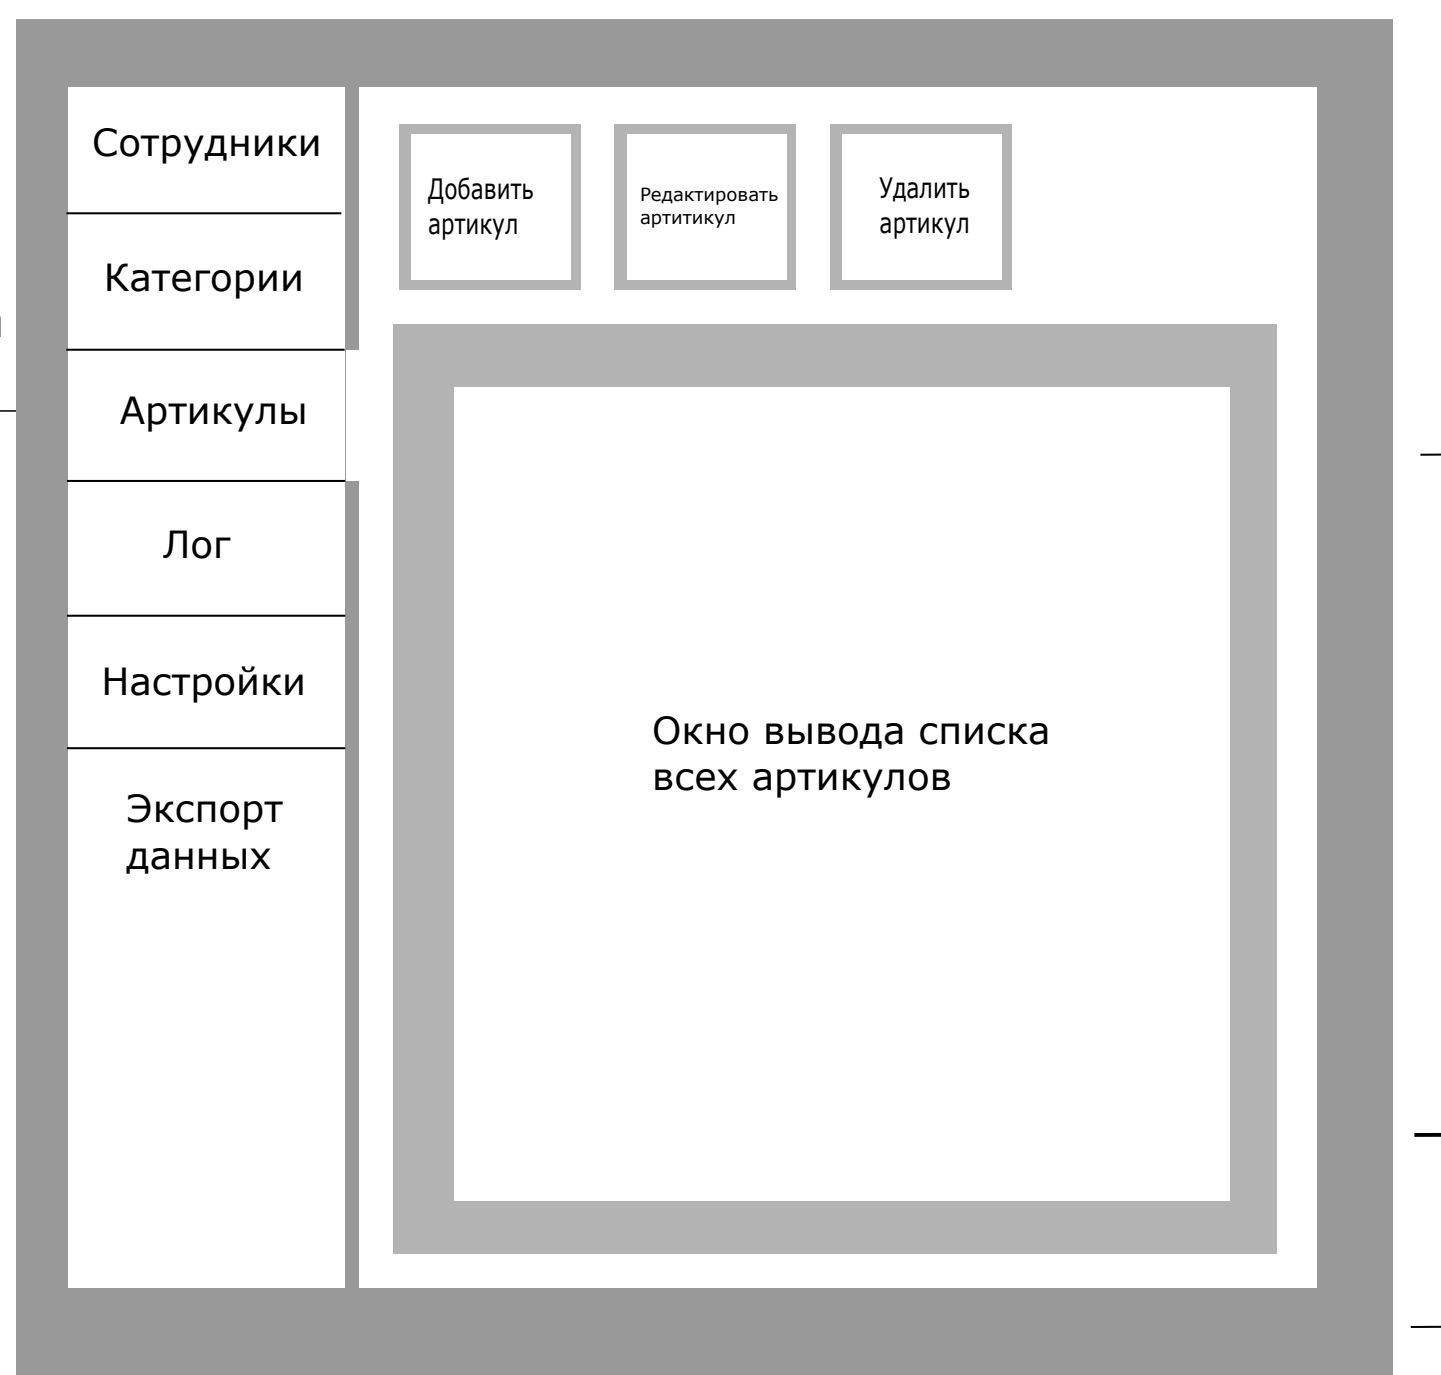 Сотрудники
Категории
Артикулы
Лог
Настройки
Экспорт
данных
Добавить
артикул
Редактировать
артитикул
Удалить
артикул
Окно вывода списка
всех артикулов